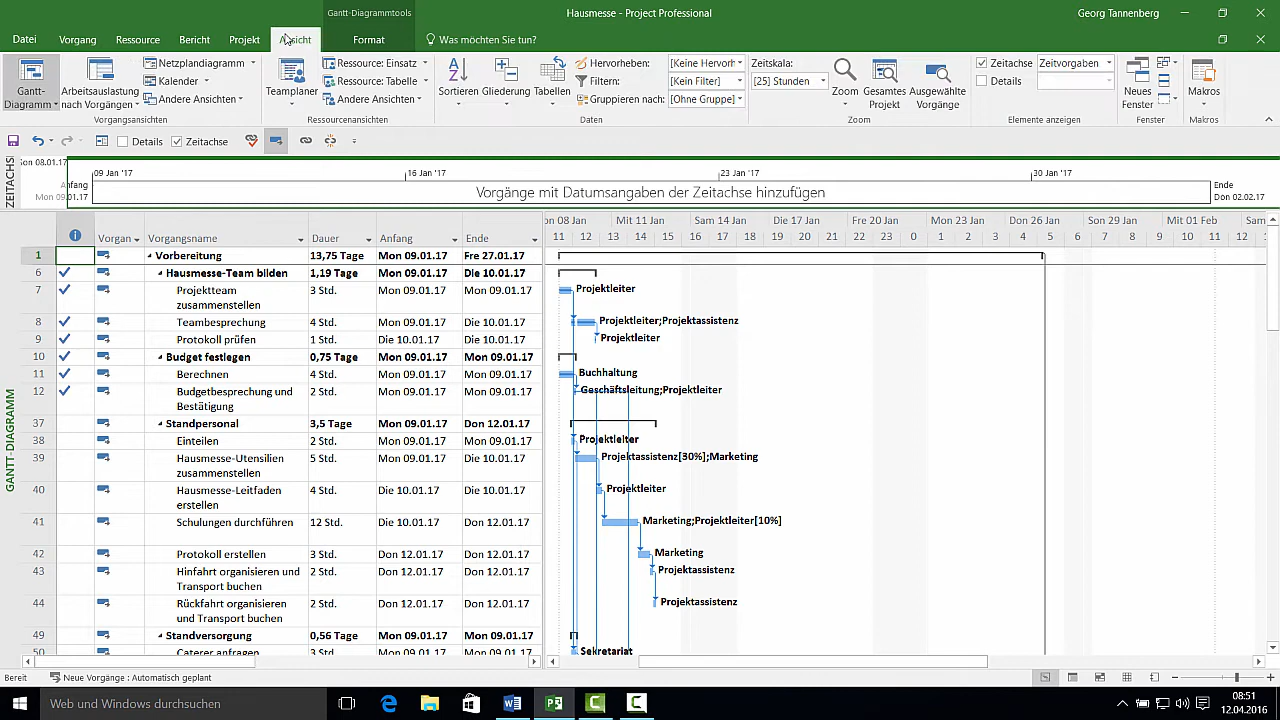 Gantt-Diagrammtools
Hausmesse - Project Professional
Georg Tannenberg
Datei Vorgang Ressource Bericht Projekt Ansicht Format Was möchten Sie tun?
Gantt-Diagramm
Arbeitsauslastung nach Vorgängen
Netzplandiagramm
Kalender
Andere Ansichten
Vorgangsansichten
Teamplaner
Ressource: Einsatz
Ressource: Tabelle
Andere Ansichten
Ressourcenansichten
Sortieren
Gliederung
Tabellen
Hervorheben: [Keine Hervorh
Filtern: [Kein Filter]
Gruppieren nach: [Ohne Gruppe]
Daten
Zeitskala:
[25] Stunden
Zoom
Gesamtes Projekt
Ausgewählte Vorgänge
Zoom
Zeitachse Zeitvorgaben
Details
Elemente anzeigen
Neues Fenster
Fenster
Makros
Makros
Details Zeitachse
ZEITACHS
on 08.01.17
Anfang
Mon 09.01.17
09 Jan '17 16 Jan '17 23 Jan '17 30 Jan '17
Vorgänge mit Datumsangaben der Zeitachse hinzufügen
Ende
Don 02.02.17
GANTT-DIAGRAMM
Vorgan Vorgangsname Dauer Anfang Ende
on 08 Jan Mit 11 Jan Sam 14 Jan Die 17 Jan Fre 20 Jan Mon 23 Jan Don 26 Jan Son 29 Jan Mit 01 Feb Sa
11 12 13 14 15 16 17 18 19 20 21 22 23 0 1 2 3 4 5 6 7 8 9 10 11 12 1
1 Vorbereitung 13,75 Tage Mon 09.01.17 Fre 27.01.17
6 Hausmesse-Team bilden 1,19 Tage Mon 09.01.17 Die 10.01.17
7 Projektteam zusammenstellen 3 Std. Mon 09.01.17 Mon 09.01.17 Projektleiter
8 Teambesprechung 4 Std. Mon 09.01.17 Die 10.01.17 Projektleiter;Projektassistenz
9 Protokoll prüfen 1 Std. Die 10.01.17 Die 10.01.17 Projektleiter
10 Budget festlegen 0,75 Tage Mon 09.01.17 Mon 09.01.17
11 Berechnen 4 Std. Mon 09.01.17 Mon 09.01.17 Buchhaltung
12 Budgetbesprechung und Bestätigung 2 Std. Mon 09.01.17 Mon 09.01.17 Geschäftsleitung;Projektleiter
37 Standpersonal 3,5 Tage Mon 09.01.17 Don 12.01.17
38 Einteilen 2 Std. Mon 09.01.17 Mon 09.01.17 Projektleiter
39 Hausmesse-Utensilien zusammenstellen 5 Std. Mon 09.01.17 Die 10.01.17 Projektassistenz[30%];Marketing
40 Hausmesse-Leitfaden erstellen 4 Std. Die 10.01.17 Die 10.01.17 Projektleiter
41 Schulungen durchführen 12 Std. Die 10.01.17 Don 12.01.17 Marketing;Projektleiter[10%]
42 Protokoll erstellen 3 Std. Don 12.01.17 Don 12.01.17 Marketing
43 Hinfahrt organisieren und Transport buchen 2 Std. Don 12.01.17 Don 12.01.17 Projektassistenz
44 Rückfahrt organisieren und Transport buchen 2 Std. Don 12.01.17 Don 12.01.17 Projektassistenz
49 Standversorgung 0,56 Tage Mon 09.01.17 Mon 09.01.17
50 Caterer anfragen 3 Std. Mon 09.01.17 Mon 09.01.17 Sekretariat
Bereit Neue Vorgänge : Automatisch geplant
Web und Windows durchsuchen
08:51
12.04.2016